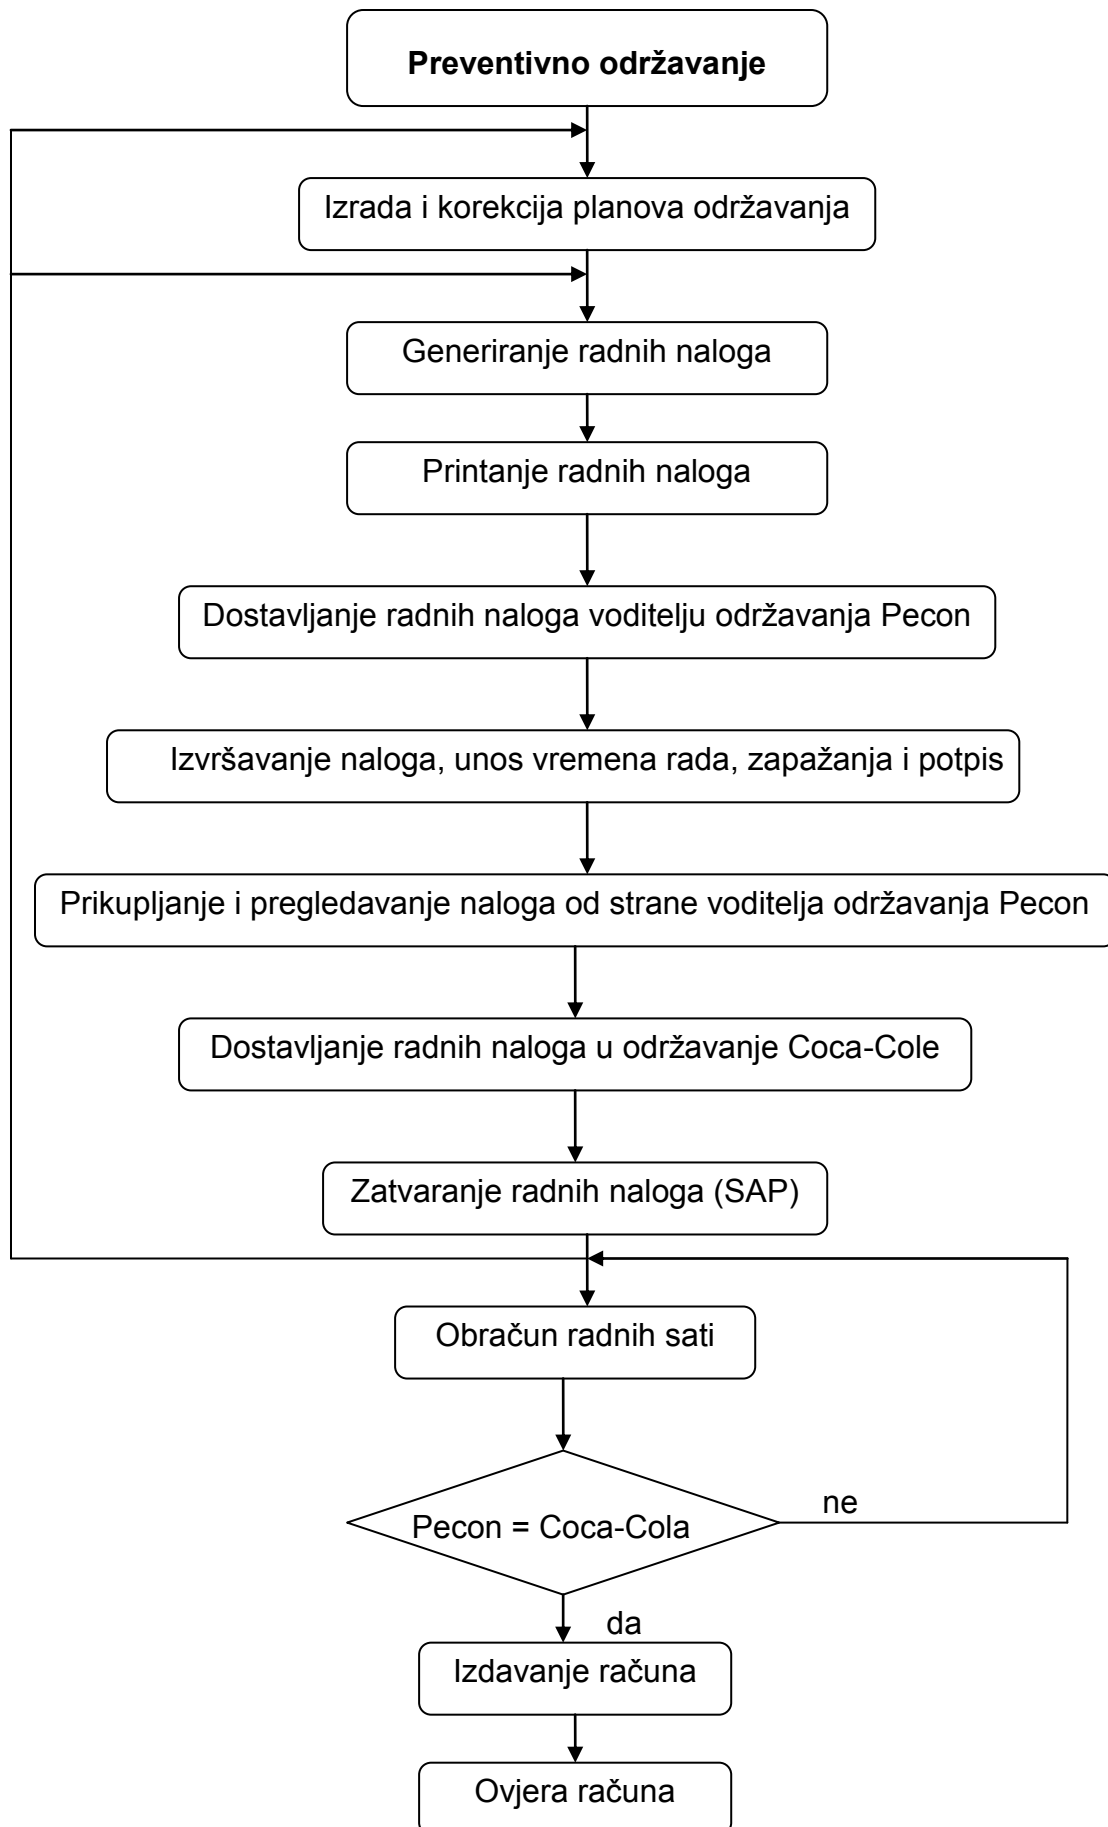 Preventivno održavanje
Izrada i korekcija planova održavanja
Generiranje radnih naloga
Printanje radnih naloga
Dostavljanje radnih naloga voditelju održavanja Pecon
Izvršavanje naloga, unos vremena rada, zapažanja i potpis
Prikupljanje i pregledavanje naloga od strane voditelja održavanja Pecon
Dostavljanje radnih naloga u održavanje Coca-Cole
Zatvaranje radnih naloga (SAP)
Obračun radnih sati
ne
Pecon = Coca-Cola
da
Izdavanje računa
Ovjera računa